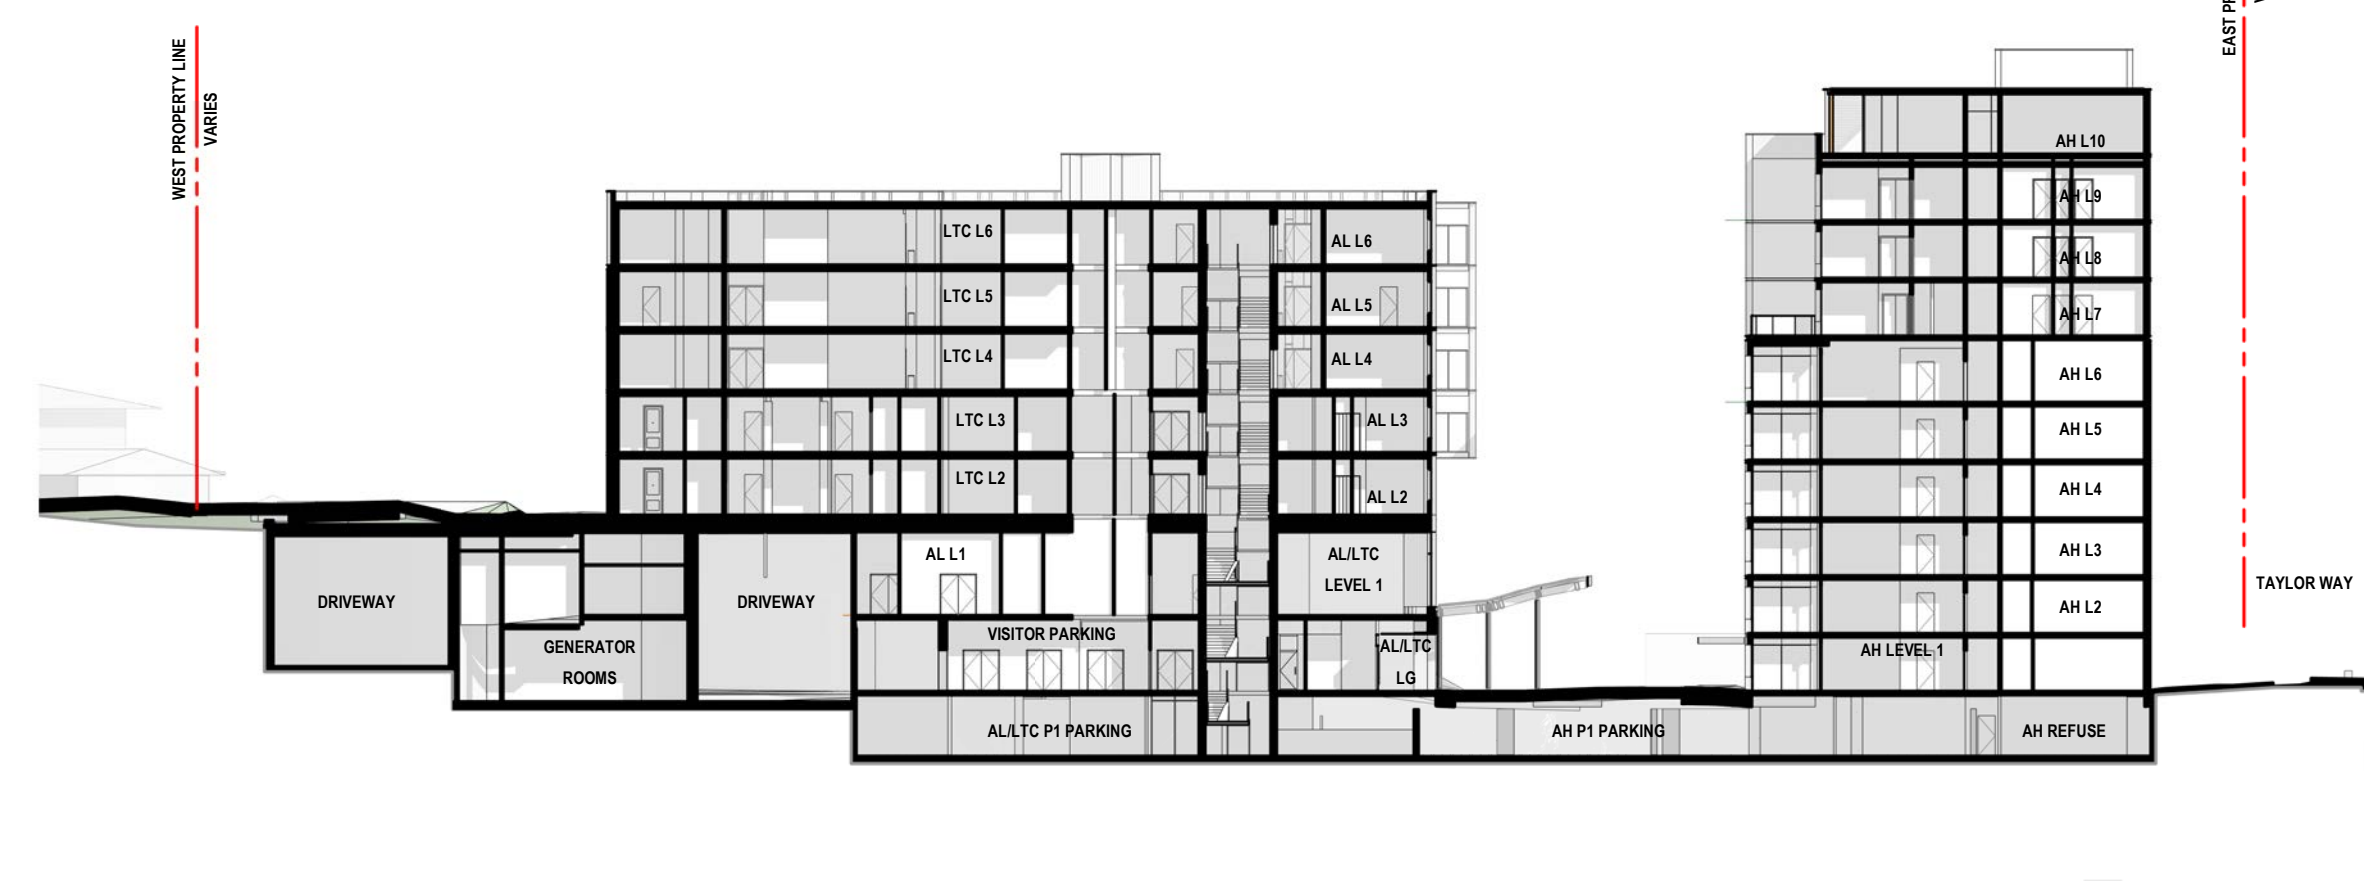 WEST PROPERTY LINE
VARIES
EAST
AH L10
AH L9
AH L8
AH L7
AH L6
AH L5
AH L4
AH L3
AH L2
AH LEVEL 1
LTC L6
LTC L5
LTC L4
LTC L3
LTC L2
AL L6
AL L5
AL L4
AL L3
AL L2
AL L1
AL/LTC
LEVEL 1
DRIVEWAY
GENERATOR
ROOMS
DRIVEWAY
VISITOR PARKING
AL/LTC
LG
AL/LTC P1 PARKING
AH P1 PARKING
AH REFUSE
TAYLOR WAY